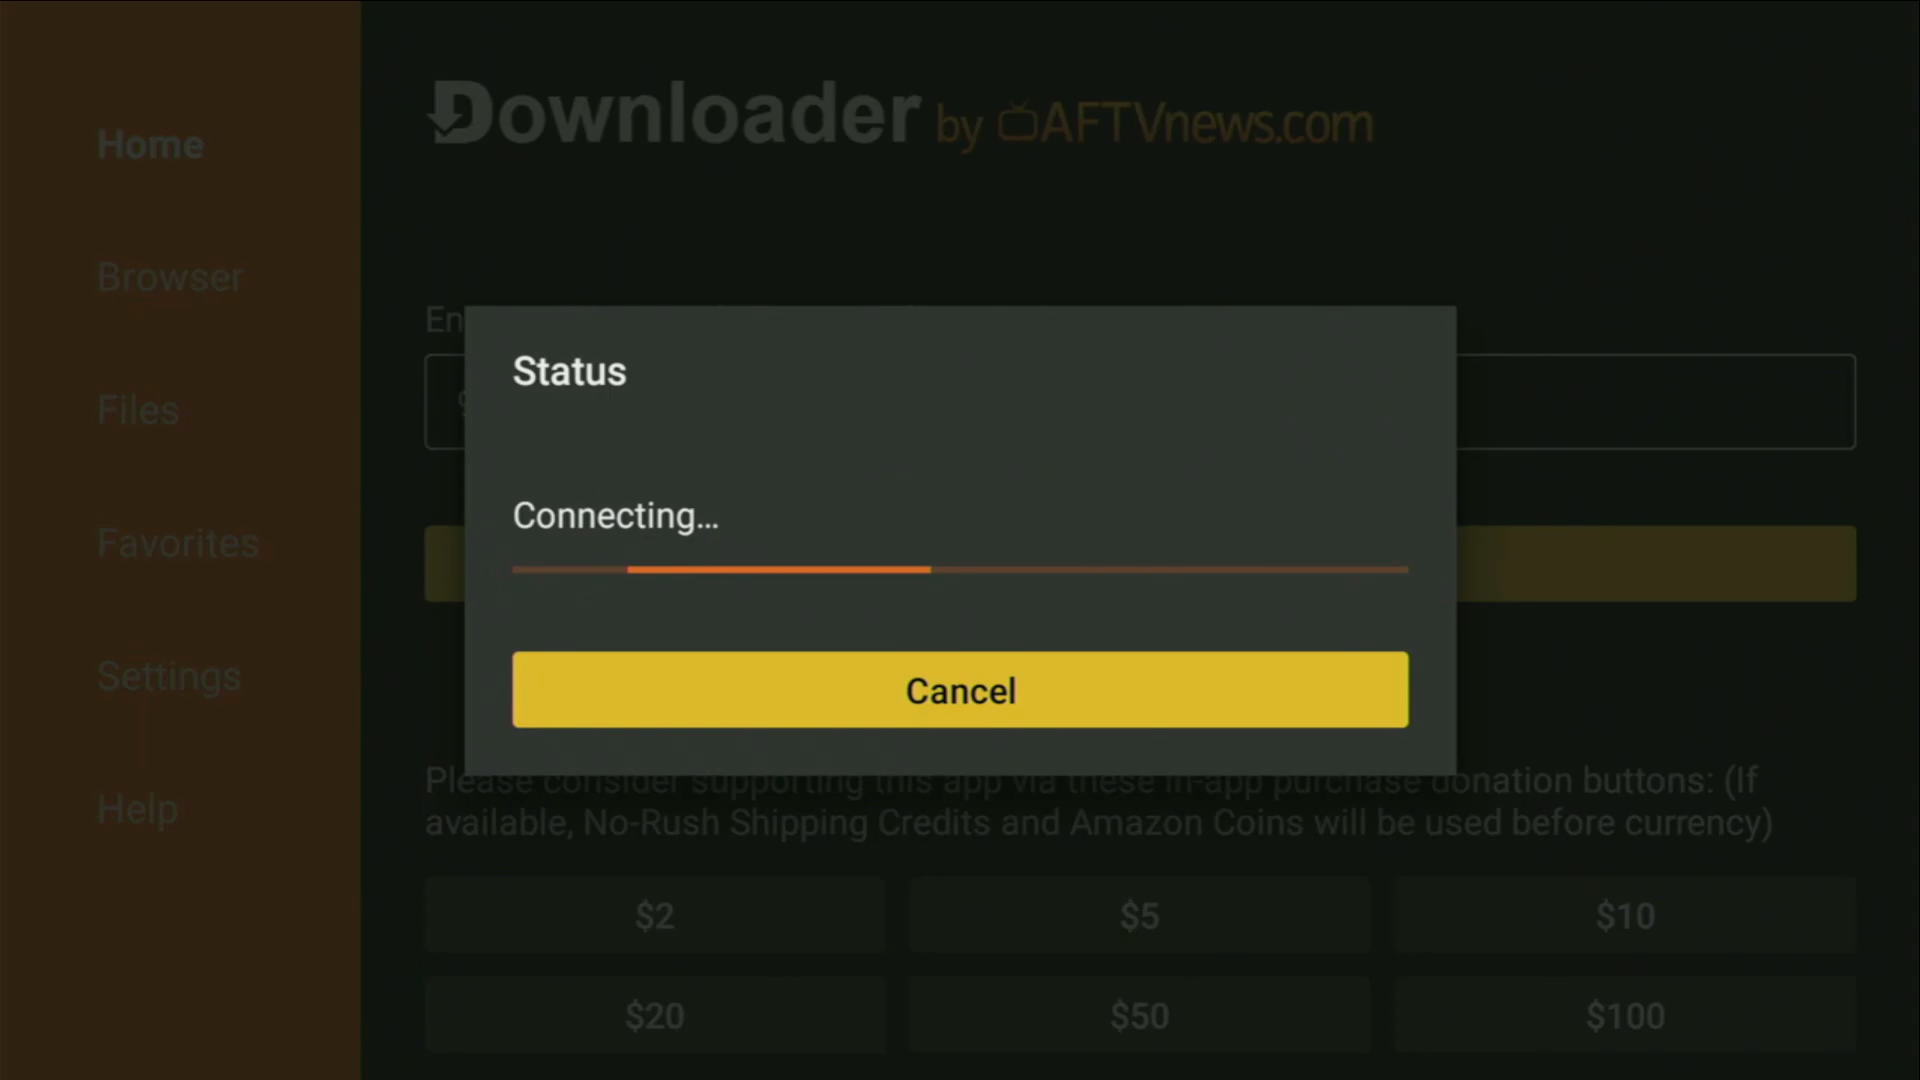 Downloader by AFTVnews.com
Home
Browser
Files
Favorites
Settings
Help
Status
Connecting...
Cancel
Please consider supporting this app via these in-app purchase donation buttons: (If
available, No-Rush Shipping Credits and Amazon Coins will be used before currency)
$2
$5
$10
$20
$50
$100